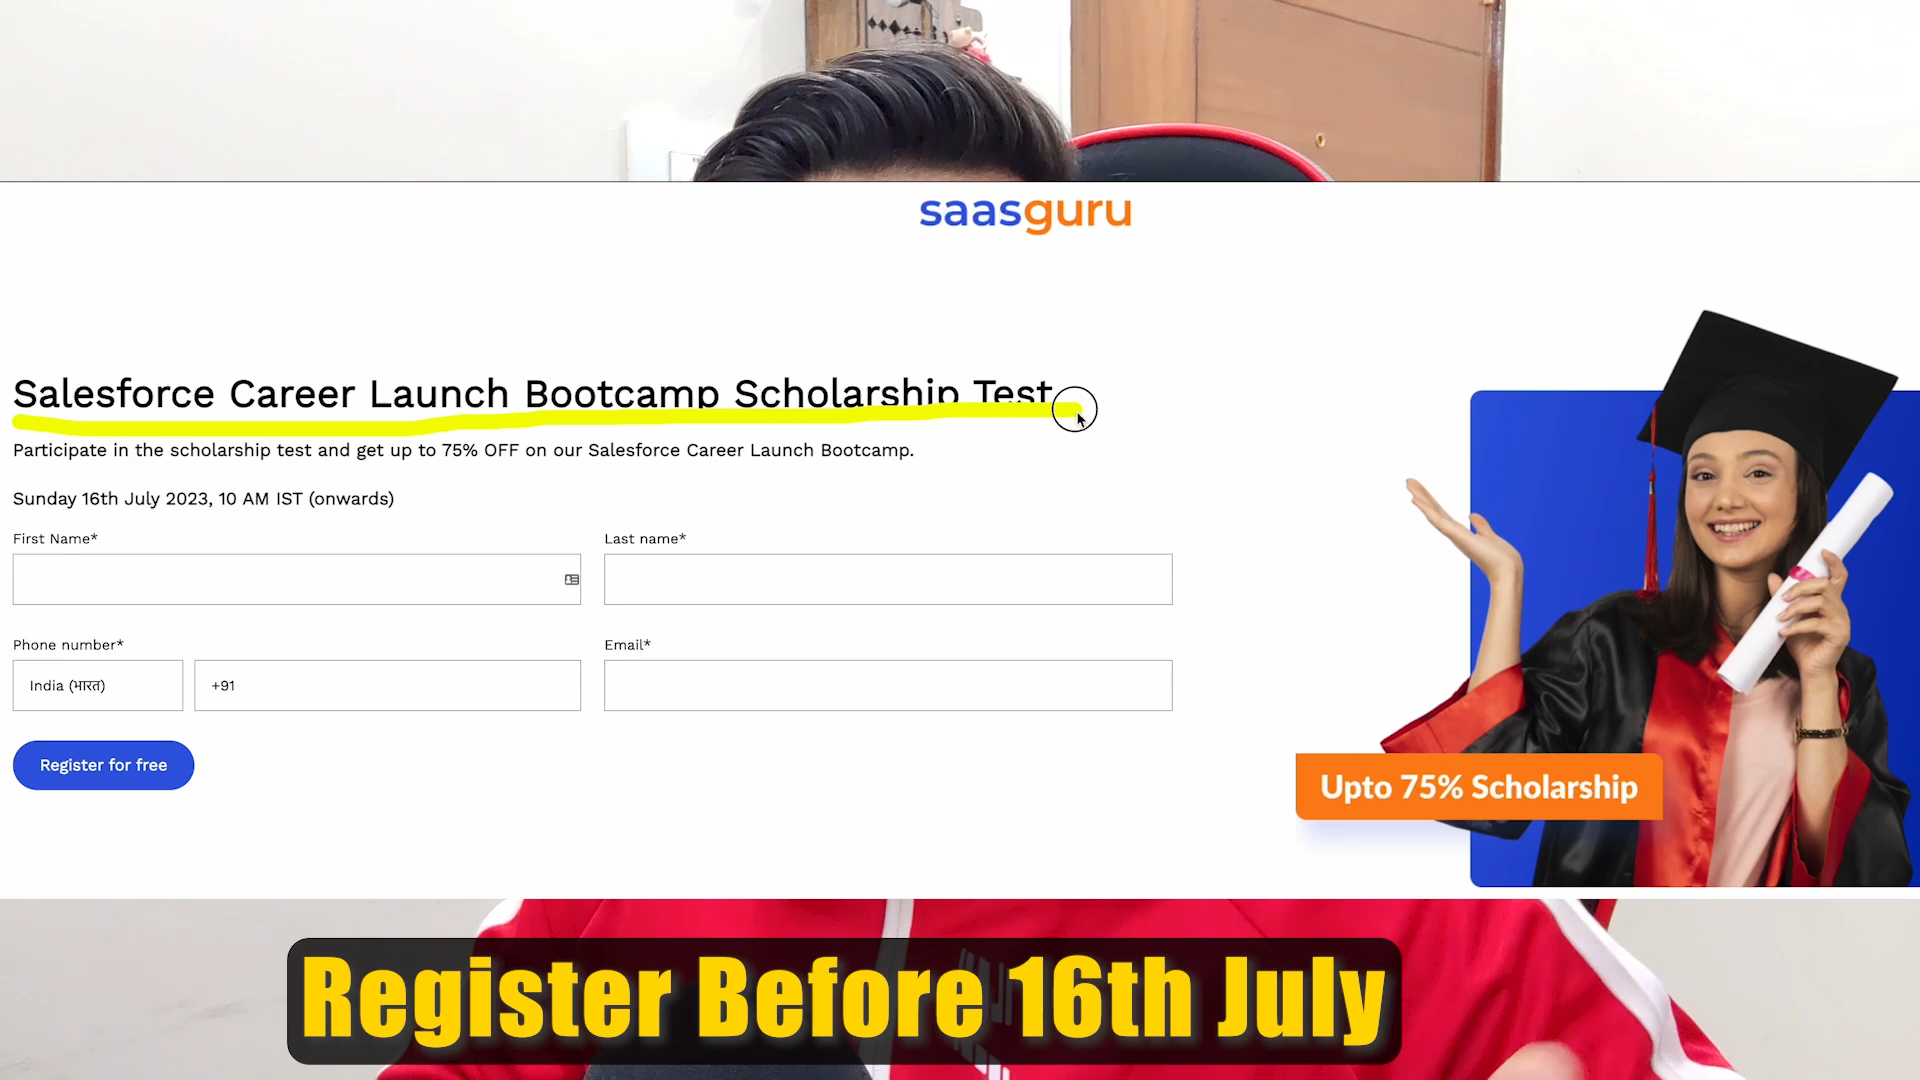 saasguru
Salesforce Career Launch Bootcamp Scholarship Test
Participate in the scholarship test and get up to 75% OFF on our Salesforce Career Launch Bootcamp.
Sunday 16th July 2023, 10 AM IST (onwards)
First Name*
Last name*
Phone number*
Email*
India (भारत)
+91
Register for free
Upto 75% Scholarship
Register Before 16th July